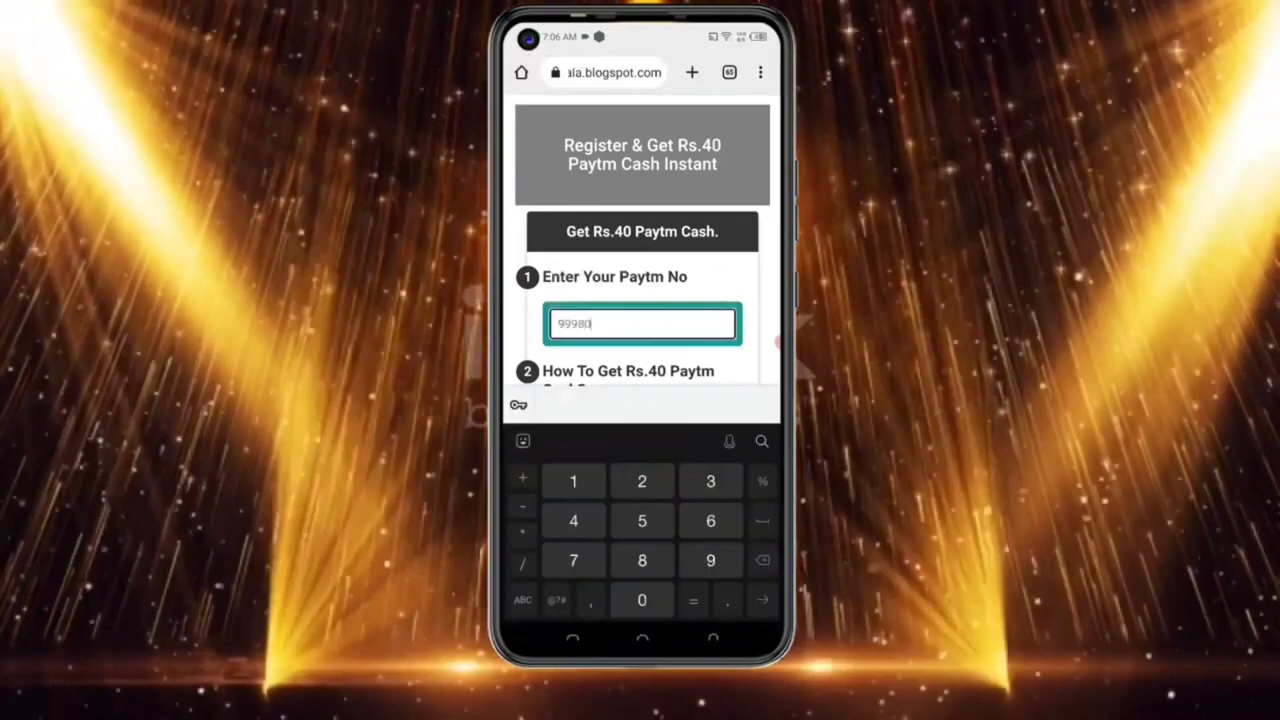 7:06 AM
ala.blogspot.com
Register & Get Rs.40
Paytm Cash Instant
Get Rs.40 Paytm Cash.
1 Enter Your Paytm No
99980
2 How To Get Rs.40 Paytm
+ 1 2 3 %
- 4 5 6
*
/ 7 8 9
ABC @?# , 0 = .